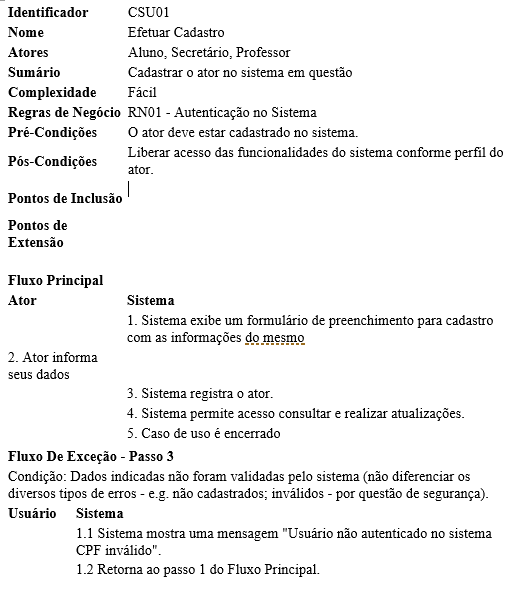 Identificador CSU01
Nome Efetuar Cadastro
Atores Aluno, Secretário, Professor
Sumário Cadastrar o ator no sistema em questão
Complexidade Fácil
Regras de Negócio RN01 - Autenticação no Sistema
Pré-Condições O ator deve estar cadastrado no sistema.
Pós-Condições Liberar acesso das funcionalidades do sistema conforme perfil do
ator.
Pontos de Inclusão
Pontos de
Extensão
Fluxo Principal
Ator Sistema
1. Sistema exibe um formulário de preenchimento para cadastro
com as informações do mesmo
2. Ator informa
seus dados
3. Sistema registra o ator.
4. Sistema permite acesso consultar e realizar atualizações.
5. Caso de uso é encerrado
Fluxo De Exceção - Passo 3
Condição: Dados indicadas não foram validadas pelo sistema (não diferenciar os
diversos tipos de erros - e.g. não cadastrados; inválidos - por questão de segurança).
Usuário Sistema
1.1 Sistema mostra uma mensagem "Usuário não autenticado no sistema
CPF inválido".
1.2 Retorna ao passo 1 do Fluxo Principal.